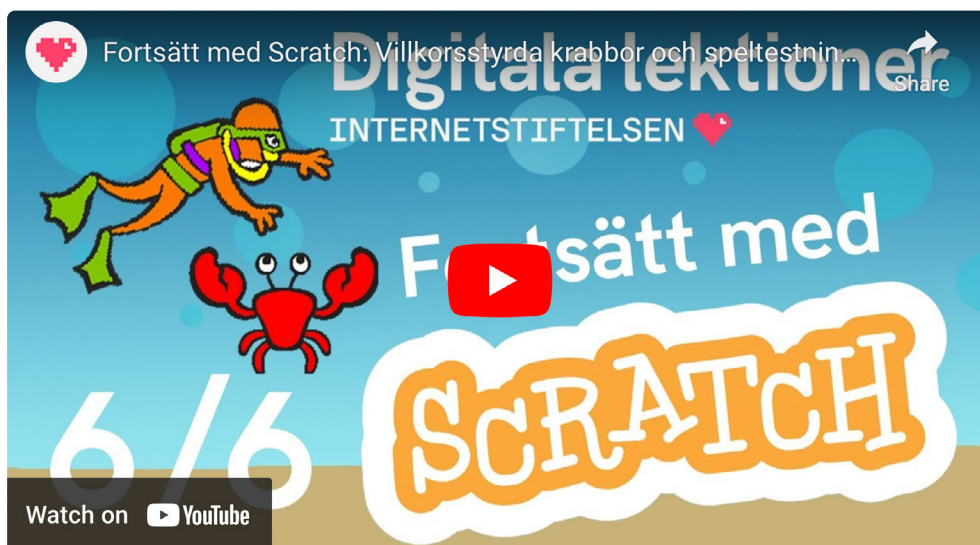 Fortsätt med Scratch: Villkorsstyrda krabbor och speltestnin...
Share
Digitala lektioner
INTERNETSTIFTELSEN
Fortsätt med
SCRATCH
6/6
Watch on YouTube